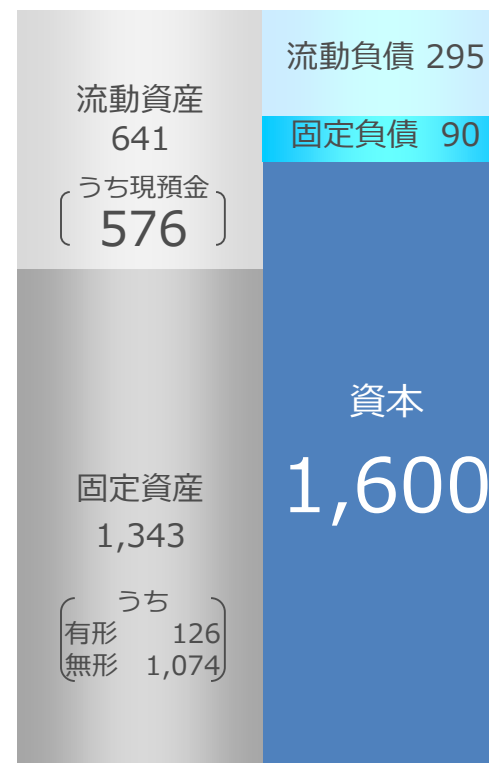 流動資産
641
うち現預金
576
固定資産
1,343
うち
有形 126
無形 1,074
流動負債 295
固定負債 90
資本
1,600